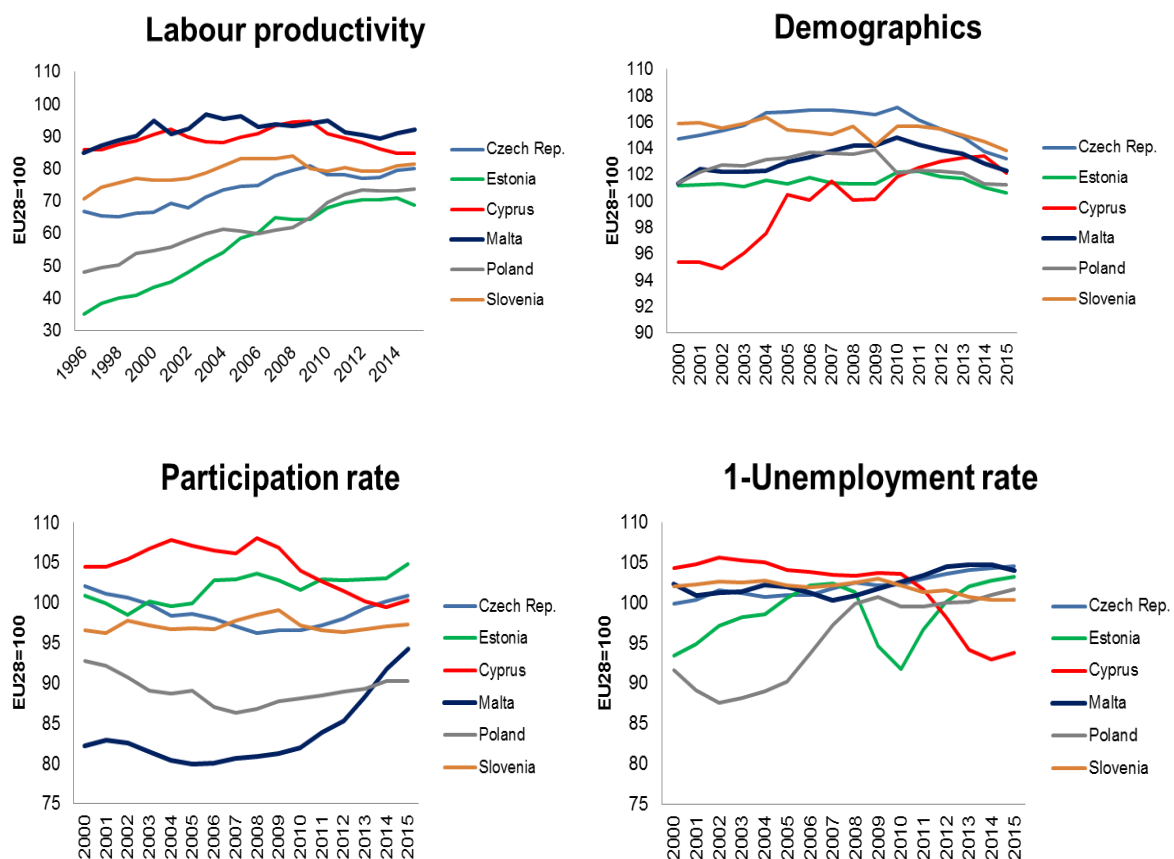 Labour productivity
EU28=100
110
100
90
80
70
60
50
40
30
1996
1998
2000
2002
2004
2006
2008
2010
2012
2014
Czech Rep.
Estonia
Cyprus
Malta
Poland
Slovenia
Demographics
EU28=100
110
108
106
104
102
100
98
96
94
92
90
2000
2001
2002
2003
2004
2005
2006
2007
2008
2009
2010
2011
2012
2013
2014
2015
Czech Rep.
Estonia
Cyprus
Malta
Poland
Slovenia
Participation rate
EU28=100
110
105
100
95
90
85
80
75
2000
2001
2002
2003
2004
2005
2006
2007
2008
2009
2010
2011
2012
2013
2014
2015
Czech Rep.
Estonia
Cyprus
Malta
Poland
Slovenia
1-Unemployment rate
EU28=100
110
105
100
95
90
85
80
75
2000
2001
2002
2003
2004
2005
2006
2007
2008
2009
2010
2011
2012
2013
2014
2015
Czech Rep.
Estonia
Cyprus
Malta
Poland
Slovenia